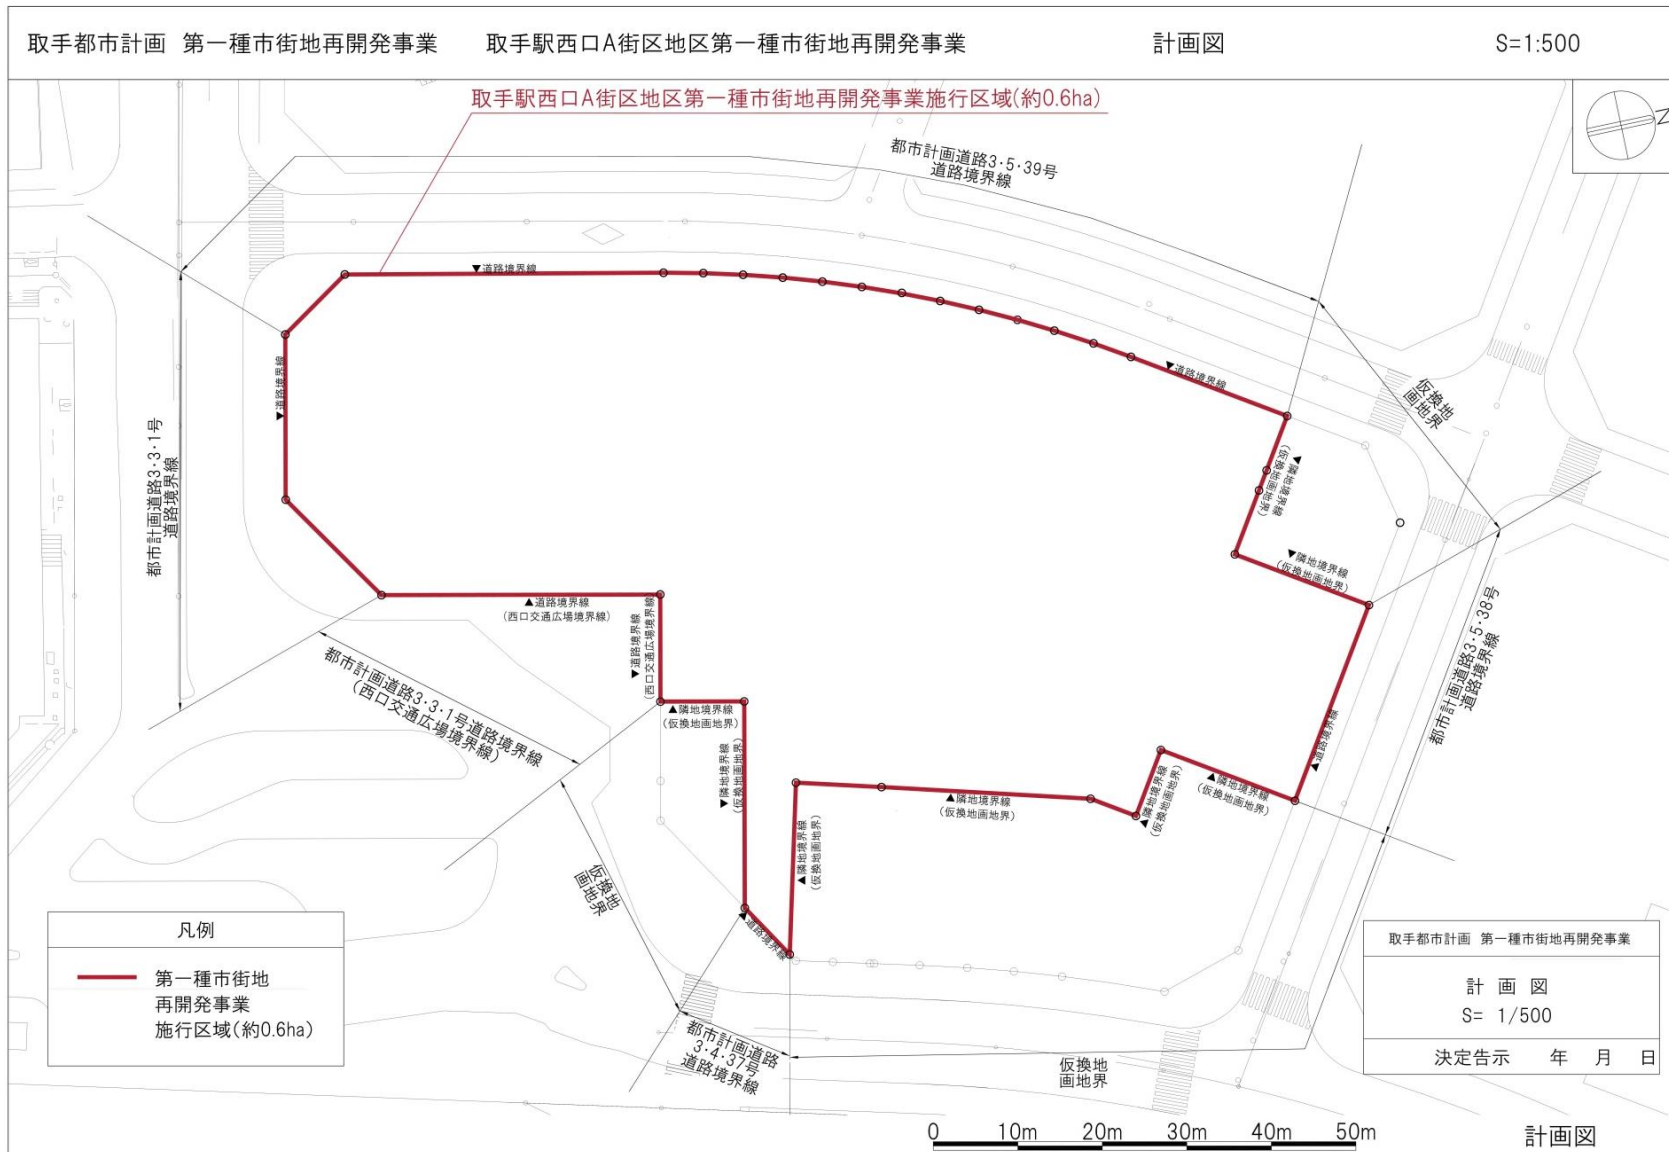 取手都市計画 第一種市街地再開発事業 取手駅西口A街区地区第一種市街地再開発事業 計画図 S=1:500
取手駅西口A街区地区第一種市街地再開発事業施行区域(約0.6ha)
N
都市計画道路3・5・39号
道路境界線
▼道路境界線
▼道路境界線
▼道路境界線
仮換地
画地界
都市計画道路3・3・1号
道路境界線
▲隣地境界線
(仮換地画地界)
▼隣地境界線
(仮換地画地界)
都市計画道路3・5・38号
道路境界線
▲道路境界線
(西口交通広場境界線)
▼道路境界線
(西口交通広場境界線)
都市計画道路3・3・1号道路境界線
(西口交通広場境界線)
▲隣地境界線
(仮換地画地界)
▼隣地境界線
(仮換地画地界)
▲道路境界線
▲隣地境界線
(仮換地画地界)
▲隣地境界線
(仮換地画地界)
▲隣地境界線
(仮換地画地界)
▲隣地境界線
(仮換地画地界)
仮換地
画地界
▼道路境界線
都市計画道路
3・4・37号
道路境界線
仮換地
画地界
凡例
第一種市街地
再開発事業
施行区域(約0.6ha)
取手都市計画 第一種市街地再開発事業
計 画 図
S= 1/500
決定告示 年 月 日
0 10m 20m 30m 40m 50m
計画図